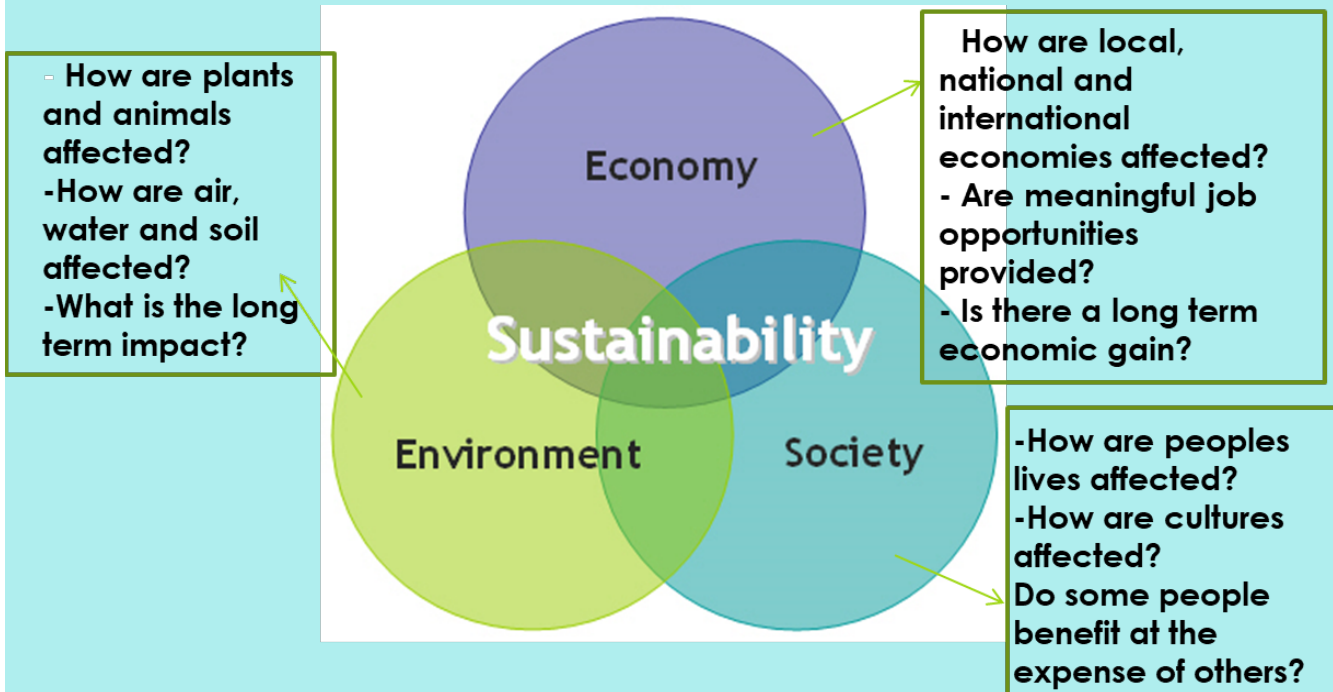 - How are plants
and animals
affected?
-How are air,
water and soil
affected?
-What is the long
term impact?
Economy
Sustainability
Environment
Society
How are local,
national and
international
economies affected?
- Are meaningful job
opportunities
provided?
- Is there a long term
economic gain?
-How are peoples
lives affected?
-How are cultures
affected?
Do some people
benefit at the
expense of others?